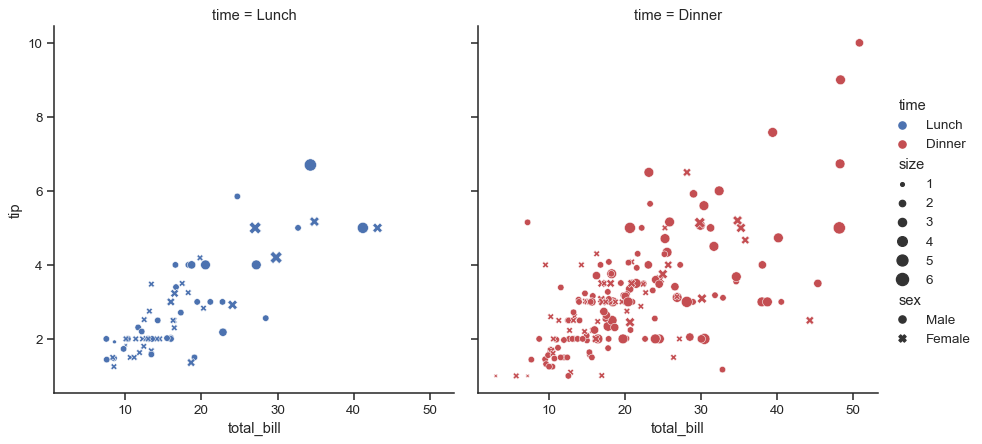 time = Lunch
time = Dinner
10
8
6
4
2
tip
10
20
30
40
50
total_bill
10
20
30
40
50
total_bill
time
Lunch
Dinner
size
1
2
3
4
5
6
sex
Male
Female